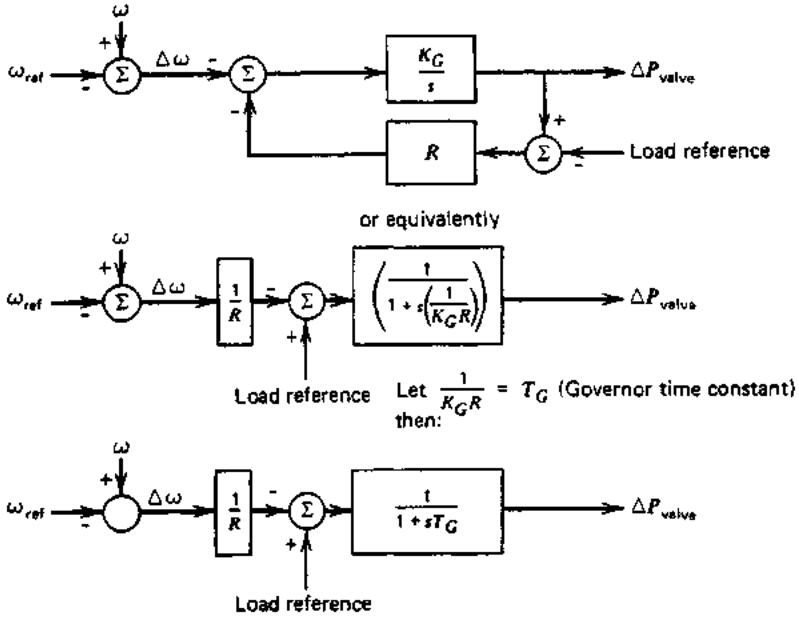 ω
+
ω_ref
-
Σ
Δω
-
Σ
-
K_G
s
ΔP_valve
+
R
Σ
-
Load reference
or equivalently
ω
+
ω_ref
-
Σ
Δω
1
R
-
Σ
+
(1 / (1 + s(1 / K_G R)))
ΔP_valve
Load reference
Let 1 / K_G R = T_G (Governor time constant)
then:
ω
+
ω_ref
-
Δω
1
R
-
Σ
+
1
1 + sT_G
ΔP_valve
Load reference